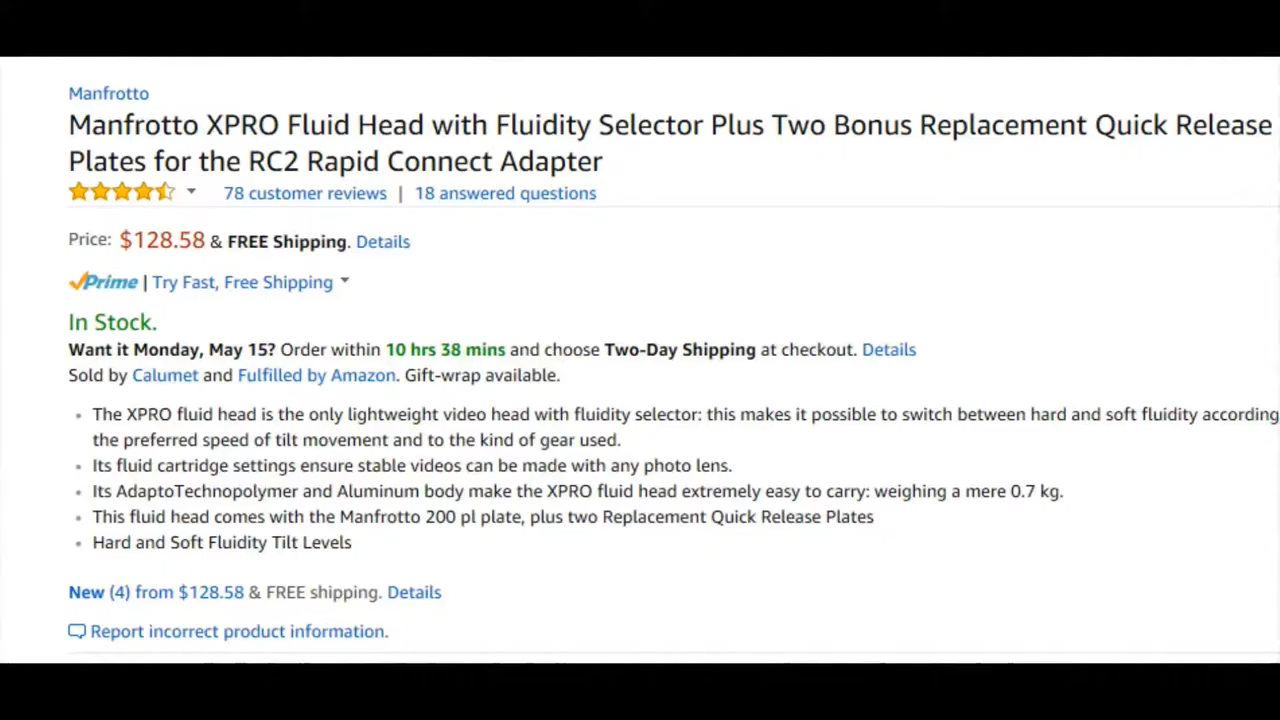 Manfrotto
Manfrotto XPRO Fluid Head with Fluidity Selector Plus Two Bonus Replacement Quick Release
Plates for the RC2 Rapid Connect Adapter
78 customer reviews | 18 answered questions
Price: $128.58 & FREE Shipping. Details
Prime | Try Fast, Free Shipping
In Stock.
Want it Monday, May 15? Order within 10 hrs 38 mins and choose Two-Day Shipping at checkout. Details
Sold by Calumet and Fulfilled by Amazon. Gift-wrap available.
The XPRO fluid head is the only lightweight video head with fluidity selector: this makes it possible to switch between hard and soft fluidity according
the preferred speed of tilt movement and to the kind of gear used.
Its fluid cartridge settings ensure stable videos can be made with any photo lens.
Its AdaptoTechnopolymer and Aluminum body make the XPRO fluid head extremely easy to carry: weighing a mere 0.7 kg.
This fluid head comes with the Manfrotto 200 pl plate, plus two Replacement Quick Release Plates
Hard and Soft Fluidity Tilt Levels
New (4) from $128.58 & FREE shipping. Details
Report incorrect product information.